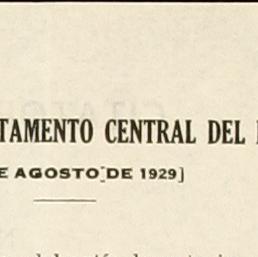 TAMENTO CENTRAL DEL
E AGOSTO DE 1929]